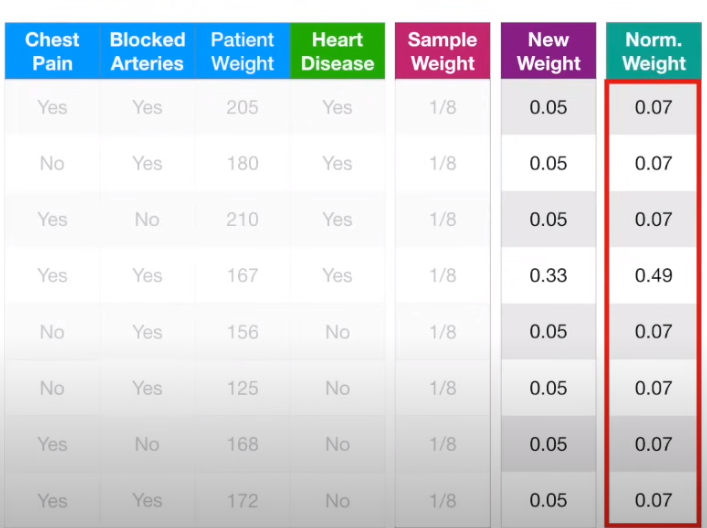 Chest Pain Blocked Arteries Patient Weight Heart Disease Sample Weight New Weight Norm. Weight
Yes Yes 205 Yes 1/8 0.05 0.07
No Yes 180 Yes 1/8 0.05 0.07
Yes No 210 Yes 1/8 0.05 0.07
Yes Yes 167 Yes 1/8 0.33 0.49
No Yes 156 No 1/8 0.05 0.07
No Yes 125 No 1/8 0.05 0.07
Yes No 168 No 1/8 0.05 0.07
Yes Yes 172 No 1/8 0.05 0.07